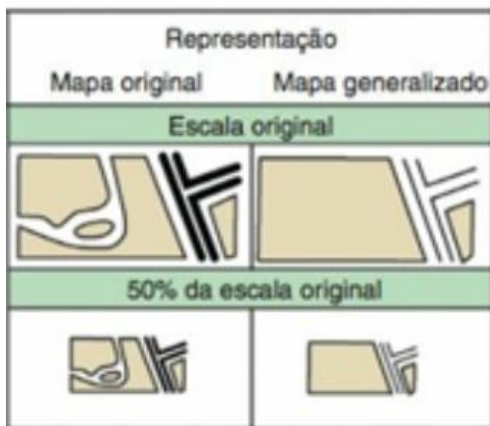 Representação
Mapa original Mapa generalizado
Escala original
50% da escala original